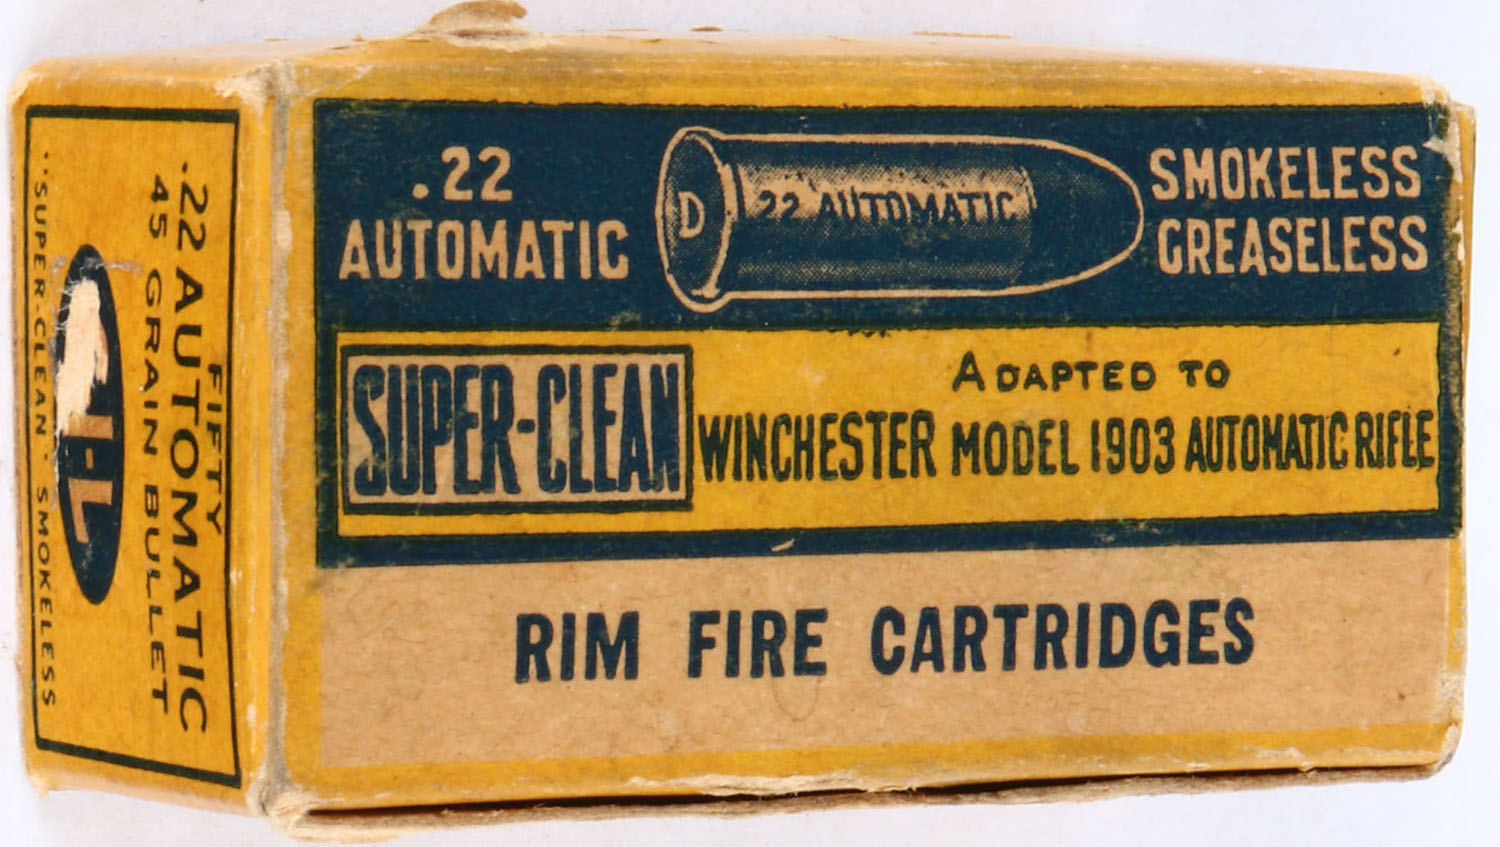 .22
AUTOMATIC
D
22 AUTOMATIC
SMOKELESS
GREASELESS
SUPER-CLEAN
ADAPTED TO
WINCHESTER MODEL 1903 AUTOMATIC RIFLE
RIM FIRE CARTRIDGES
FIFTY
.22 AUTOMATIC
45 GRAIN BULLET
"SUPER-CLEAN" SMOKELESS